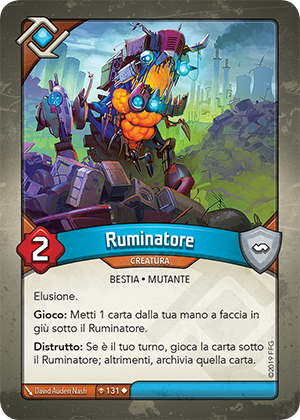 2
Ruminatore
CREATURA
BESTIA • MUTANTE
Elusione.
Gioco: Metti 1 carta dalla tua mano a faccia in
giù sotto il Ruminatore.
Distrutto: Se è il tuo turno, gioca la carta sotto
il Ruminatore; altrimenti, archivia quella carta.
©2019 FFG
David Auden Nash
131